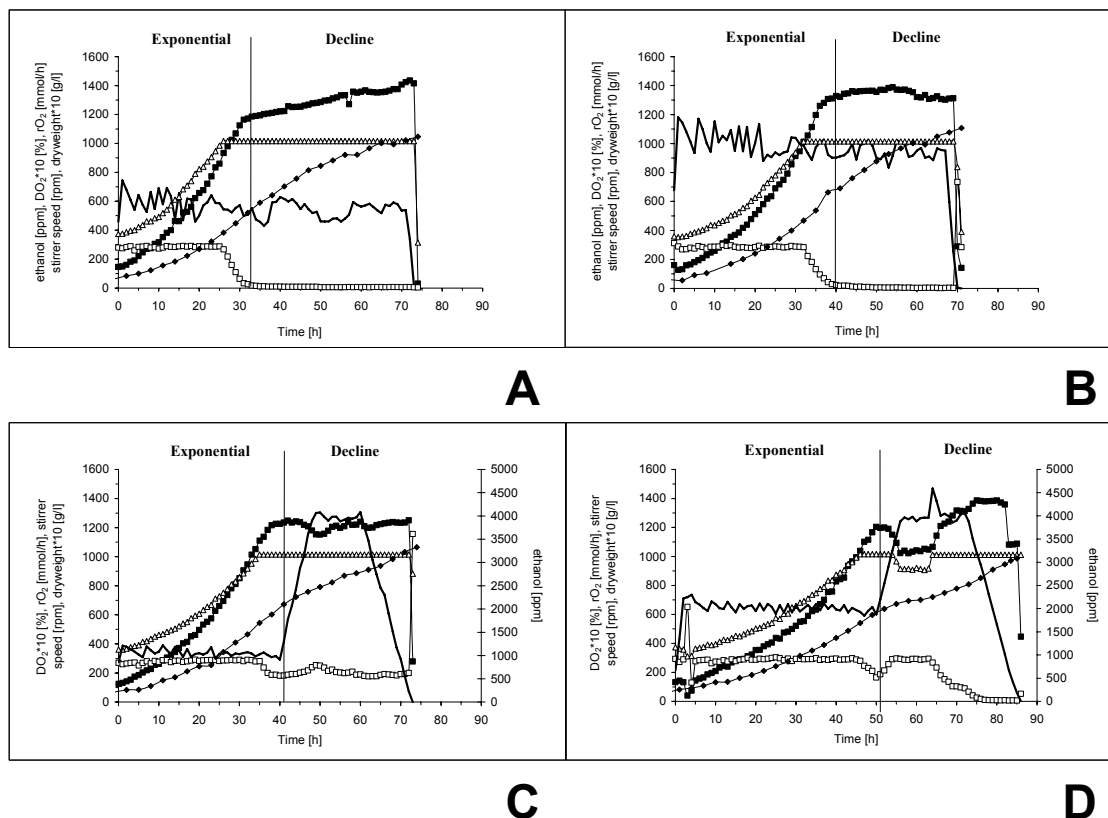 Exponential Decline
1600
1400
1200
1000
800
600
400
200
0
0 10 20 30 40 50 60 70 80 90
Time [h]
ethanol [ppm], DO2*10 [%], rO2 [mmol/h]
stirrer speed [rpm], dryweight*10 [g/l]
A
Exponential Decline
1600
1400
1200
1000
800
600
400
200
0
0 10 20 30 40 50 60 70 80 90
Time [h]
ethanol [ppm], DO2*10 [%], rO2 [mmol/h]
stirrer speed [rpm], dryweight*10 [g/l]
B
Exponential Decline
1600
1400
1200
1000
800
600
400
200
0
5000
4500
4000
3500
3000
2500
2000
1500
1000
500
0
0 10 20 30 40 50 60 70 80 90
Time [h]
DO2*10 [%], rO2 [mmol/h], stirrer
speed [rpm], dryweight*10 [g/l]
ethanol [ppm]
C
Exponential Decline
1600
1400
1200
1000
800
600
400
200
0
5000
4500
4000
3500
3000
2500
2000
1500
1000
500
0
0 10 20 30 40 50 60 70 80 90
Time [h]
DO2*10 [%], rO2 [mmol/h], stirrer
speed [rpm], dryweight*10 [g/l]
ethanol [ppm]
D